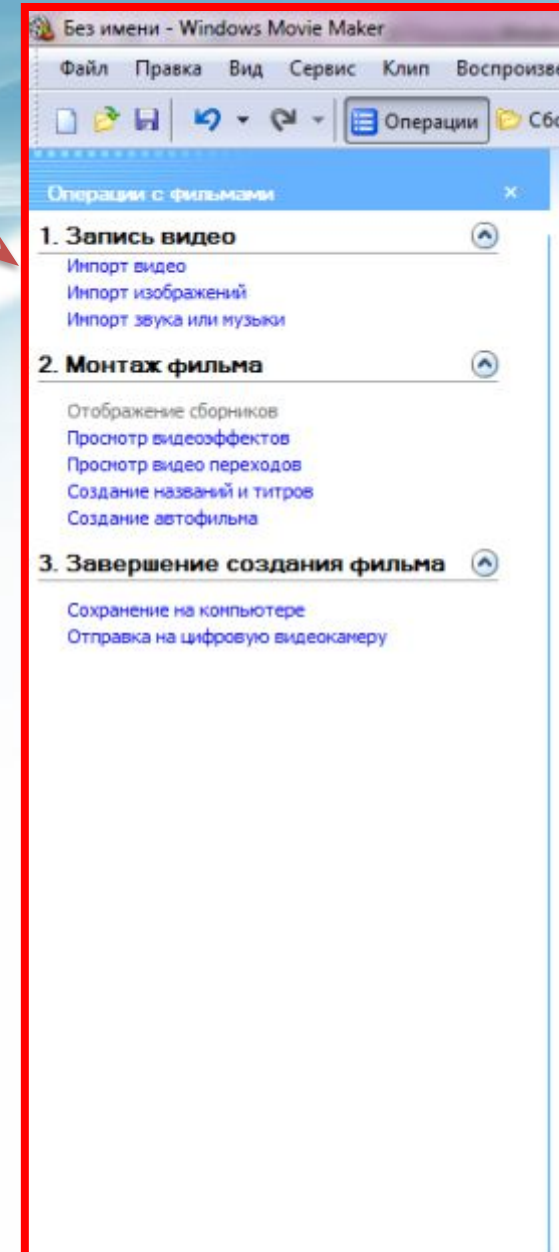 Без имени - Windows Movie Maker
Файл Правка Вид Сервис Клип Воспроизве
Операции Сбо
Операции с фильмами
1. Запись видео
Импорт видео
Импорт изображений
Импорт звука или музыки
2. Монтаж фильма
Отображение сборников
Просмотр видеоэффектов
Просмотр видео переходов
Создание названий и титров
Создание автофильма
3. Завершение создания фильма
Сохранение на компьютере
Отправка на цифровую видеокамеру